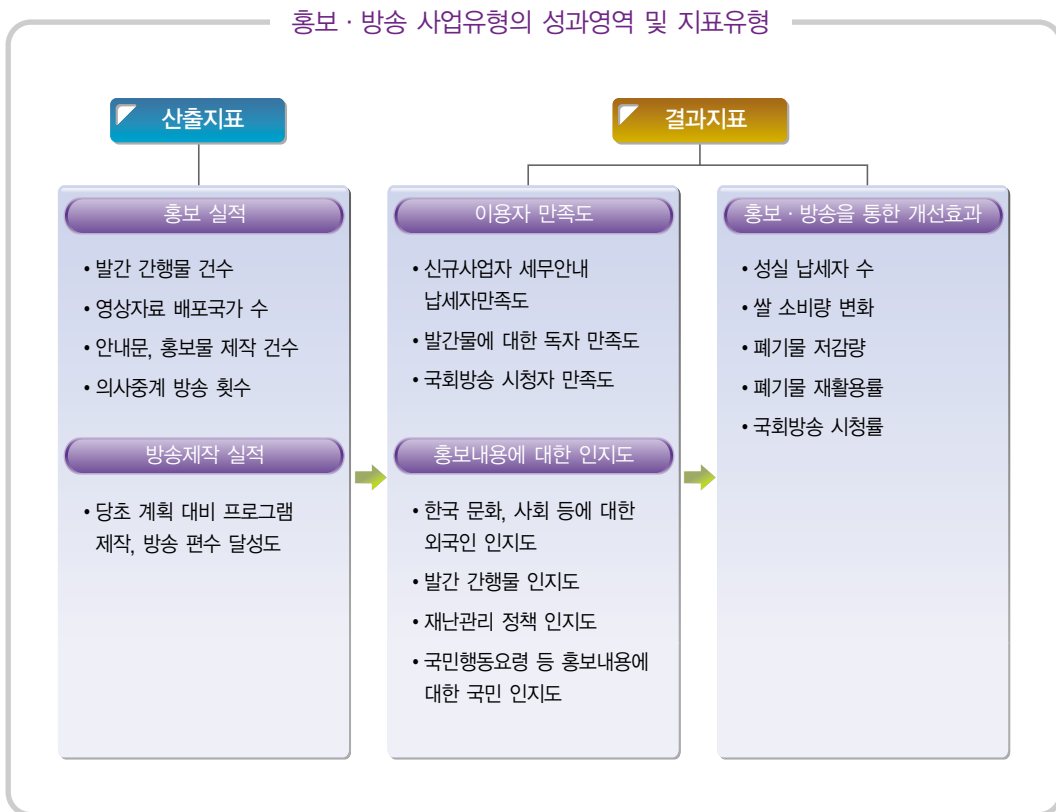 홍보 · 방송 사업유형의 성과영역 및 지표유형
산출지표
결과지표
홍보 실적
• 발간 간행물 건수
• 영상자료 배포국가 수
• 안내문, 홍보물 제작 건수
• 의사중계 방송 횟수
방송제작 실적
• 당초 계획 대비 프로그램
제작, 방송 편수 달성도
이용자 만족도
• 신규사업자 세무안내
납세자만족도
• 발간물에 대한 독자 만족도
• 국회방송 시청자 만족도
홍보내용에 대한 인지도
• 한국 문화, 사회 등에 대한
외국인 인지도
• 발간 간행물 인지도
• 재난관리 정책 인지도
• 국민행동요령 등 홍보내용에
대한 국민 인지도
홍보 · 방송을 통한 개선효과
• 성실 납세자 수
• 쌀 소비량 변화
• 폐기물 저감량
• 폐기물 재활용률
• 국회방송 시청률